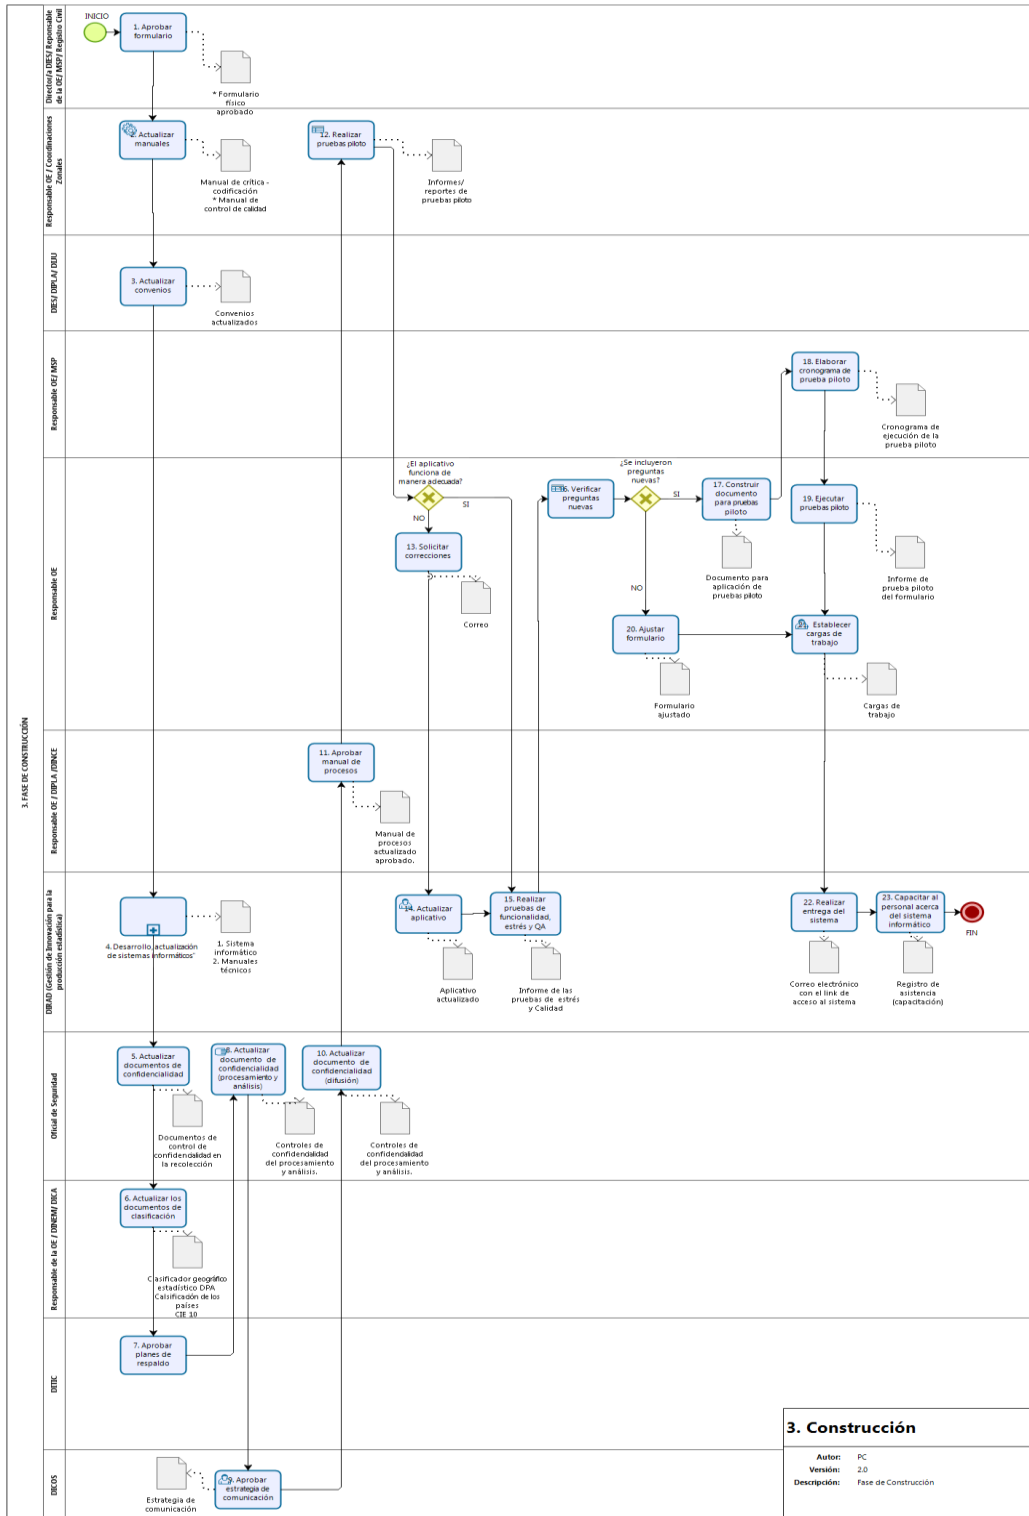 3. FASE DE CONSTRUCCIÓN
Director/a DIES/ Reponsable
de la OE/ MSP/ Registro Civil
INICIO
1. Aprobar
formulario
* Formulario
físico
aprobado
Responsable OE / Coordinaciones
Zonales
2. Actualizar
manuales
Manual de crítica -
codificación
* Manual de
control de calidad
12. Realizar
pruebas piloto
Informes/
reportes de
pruebas piloto
DIES/ DIPLA/ DIJU
3. Actualizar
convenios
Convenios
actualizados
Responsable OE/ MSP
18. Elaborar
cronograma de
prueba piloto
Cronograma de
ejecución de la
prueba piloto
Responsable OE
¿El aplicativo
funciona de
manera adecuada?
SI
NO
13. Solicitar
correcciones
Correo
16. Verificar
preguntas
nuevas
¿Se incluyeron
preguntas
nuevas?
SI
NO
17. Construir
documento
para pruebas
piloto
Documento para
aplicación de
pruebas piloto
19. Ejecutar
pruebas piloto
Informe de
prueba piloto
del formulario
20. Ajustar
formulario
Formulario
ajustado
Establecer
cargas de
trabajo
Cargas de
trabajo
Responsable OE / DIPLA /DINCE
11. Aprobar
manual de
procesos
Manual de
procesos
actualizado
aprobado.
DIRAD (Gestión de Innovación para la
producción estadística)
4. Desarrollo, actualización
de sistemas informáticos'
1. Sistema
informático
2. Manuales
técnicos
14. Actualizar
aplicativo
Aplicativo
actualizado
15. Realizar
pruebas de
funcionalidad,
estrés y QA
Informe de las
pruebas de estrés
y Calidad
22. Realizar
entrega del
sistema
Correo electrónico
con el link de
acceso al sistema
23. Capacitar al
personal acerca
del sistema
informático
Registro de
asistencia
(capacitación)
FIN
Oficial de Seguridad
5. Actualizar
documentos de
confidencialidad
Documentos de
control de
confidendalidad en
la recolección
8. Actualizar
documento de
confidencialidad
(procesamiento y
análisis)
Controles de
confidendalidad
del procesamiento
y análisis.
10. Actualizar
documento de
confidencialidad
(difusión)
Controles de
confidendalidad
del procesamiento
y análisis.
Responsable de la OE / DINEM/ DICA
6. Actualizar los
documentos de
clasificación
Clasificador geográfico
estadístico DPA
Calsificación de los
países
CIE 10
DITIC
7. Aprobar
planes de
respaldo
DICOS
Estrategia de
comunicación
9. Aprobar
estrategia de
comunicación
3. Construcción
Autor: PC
Versión: 2.0
Descripción: Fase de Construcción